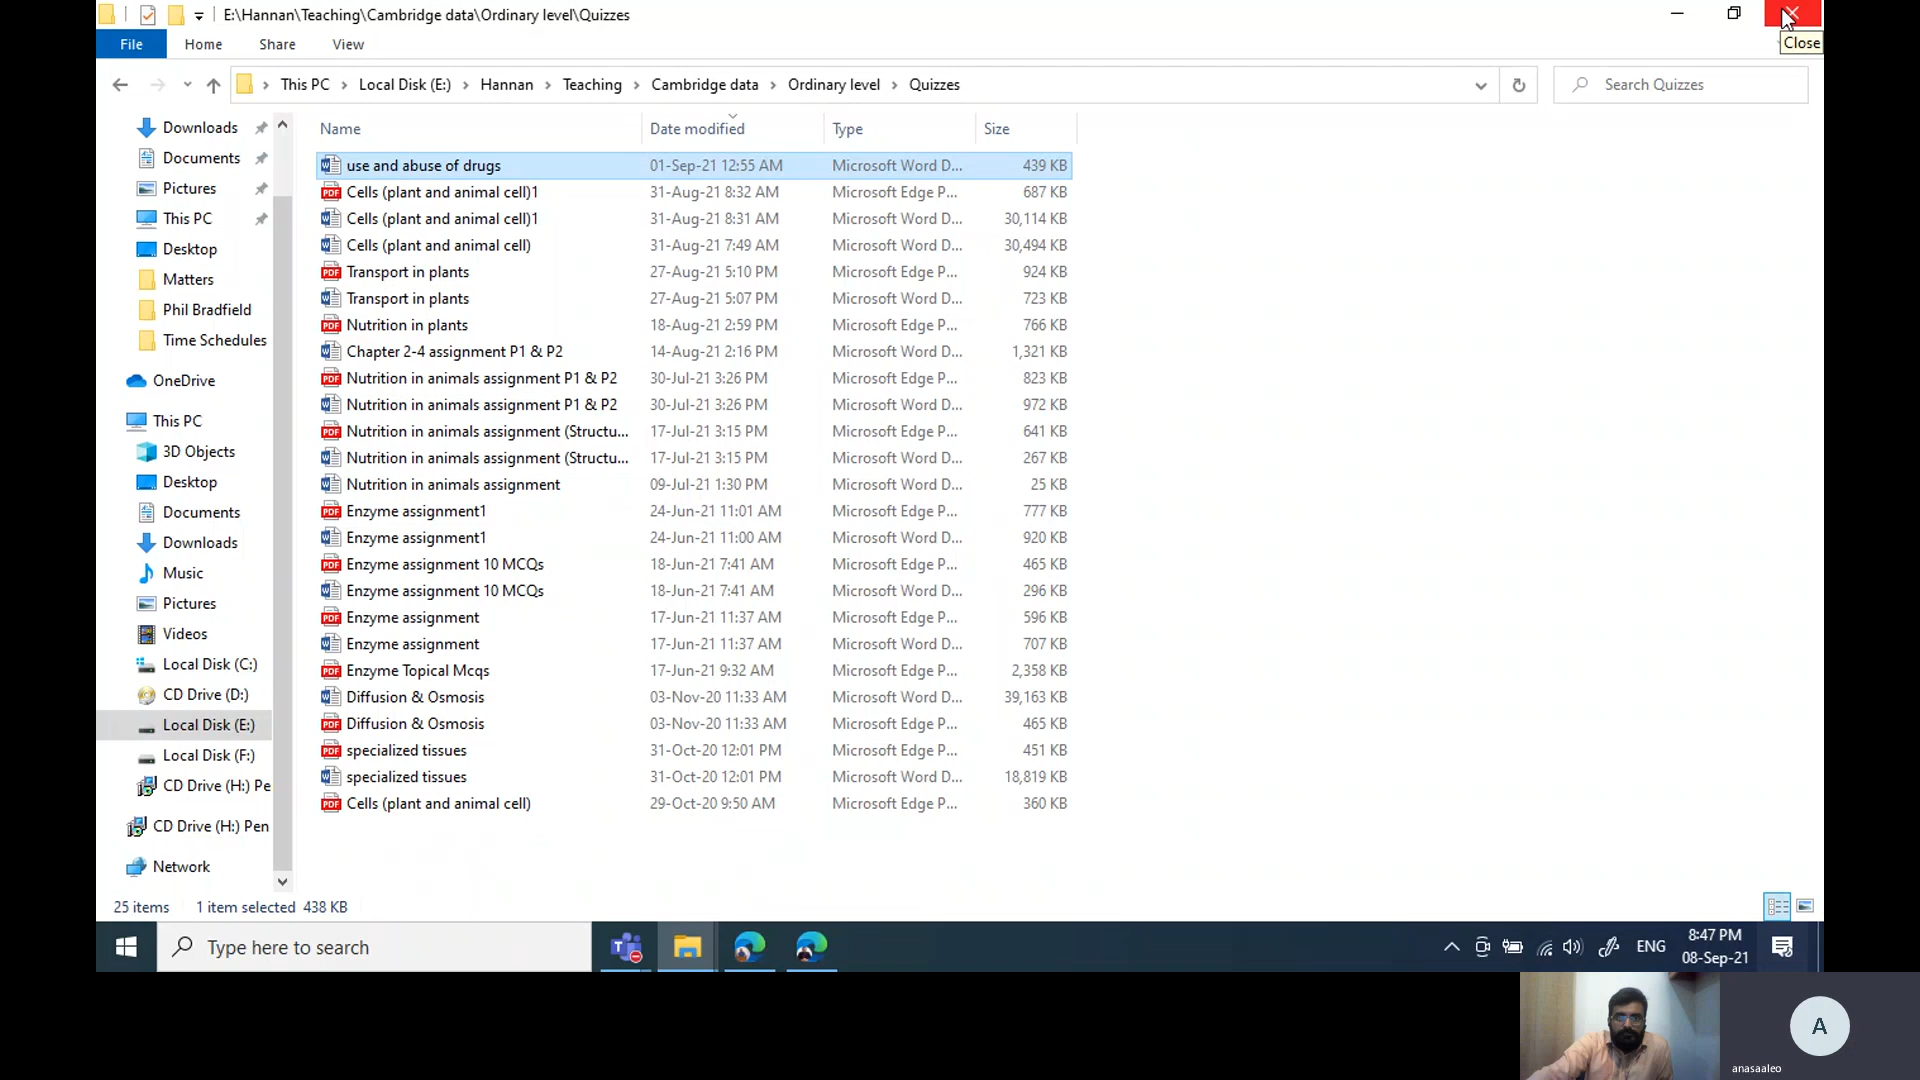 E:\Hannan\Teaching\Cambridge data\Ordinary level\Quizzes
Close
File Home Share View
This PC Local Disk (E:) Hannan Teaching Cambridge data Ordinary level Quizzes
Search Quizzes
Downloads
Documents
Pictures
This PC
Desktop
Matters
Phil Bradfield
Time Schedules
OneDrive
This PC
3D Objects
Desktop
Documents
Downloads
Music
Pictures
Videos
Local Disk (C:)
CD Drive (D:)
Local Disk (E:)
Local Disk (F:)
CD Drive (H:) Pe
CD Drive (H:) Pen
Network
Name Date modified Type Size
use and abuse of drugs 01-Sep-21 12:55 AM Microsoft Word D... 439 KB
PDF Cells (plant and animal cell)1 31-Aug-21 8:32 AM Microsoft Edge P... 687 KB
Cells (plant and animal cell)1 31-Aug-21 8:31 AM Microsoft Word D... 30,114 KB
Cells (plant and animal cell) 31-Aug-21 7:49 AM Microsoft Word D... 30,494 KB
PDF Transport in plants 27-Aug-21 5:10 PM Microsoft Edge P... 924 KB
Transport in plants 27-Aug-21 5:07 PM Microsoft Word D... 723 KB
PDF Nutrition in plants 18-Aug-21 2:59 PM Microsoft Edge P... 766 KB
Chapter 2-4 assignment P1 & P2 14-Aug-21 2:16 PM Microsoft Word D... 1,321 KB
PDF Nutrition in animals assignment P1 & P2 30-Jul-21 3:26 PM Microsoft Edge P... 823 KB
Nutrition in animals assignment P1 & P2 30-Jul-21 3:26 PM Microsoft Word D... 972 KB
PDF Nutrition in animals assignment (Structu... 17-Jul-21 3:15 PM Microsoft Edge P... 641 KB
Nutrition in animals assignment (Structu... 17-Jul-21 3:15 PM Microsoft Word D... 267 KB
Nutrition in animals assignment 09-Jul-21 1:30 PM Microsoft Word D... 25 KB
PDF Enzyme assignment1 24-Jun-21 11:01 AM Microsoft Edge P... 777 KB
Enzyme assignment1 24-Jun-21 11:00 AM Microsoft Word D... 920 KB
PDF Enzyme assignment 10 MCQs 18-Jun-21 7:41 AM Microsoft Edge P... 465 KB
Enzyme assignment 10 MCQs 18-Jun-21 7:41 AM Microsoft Word D... 296 KB
PDF Enzyme assignment 17-Jun-21 11:37 AM Microsoft Edge P... 596 KB
Enzyme assignment 17-Jun-21 11:37 AM Microsoft Word D... 707 KB
PDF Enzyme Topical Mcqs 17-Jun-21 9:32 AM Microsoft Edge P... 2,358 KB
Diffusion & Osmosis 03-Nov-20 11:33 AM Microsoft Word D... 39,163 KB
PDF Diffusion & Osmosis 03-Nov-20 11:33 AM Microsoft Edge P... 465 KB
PDF specialized tissues 31-Oct-20 12:01 PM Microsoft Edge P... 451 KB
specialized tissues 31-Oct-20 12:01 PM Microsoft Word D... 18,819 KB
PDF Cells (plant and animal cell) 29-Oct-20 9:50 AM Microsoft Edge P... 360 KB
25 items 1 item selected 438 KB
Type here to search
ENG
8:47 PM
08-Sep-21
A
anasaaleo